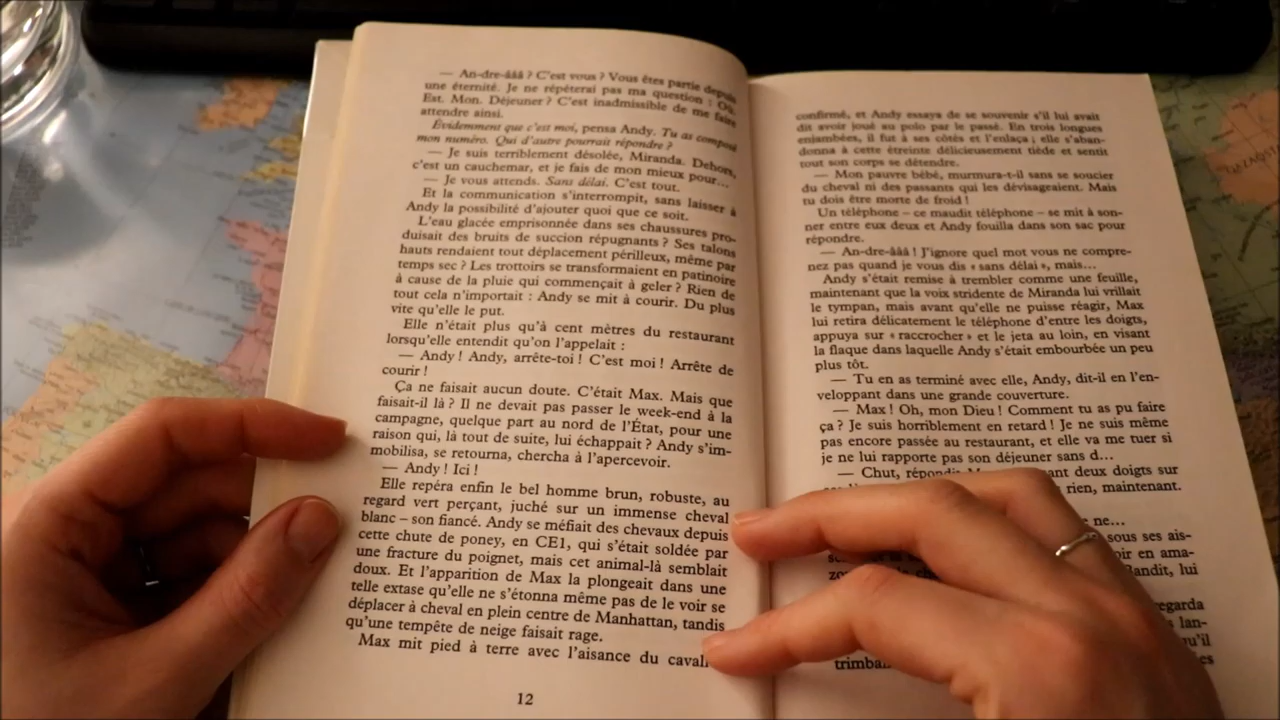 — An-dre-âââ ? C'est vous ? Vous êtes partie depuis
une éternité. Je ne répéterai pas ma question : Où.
Est. Mon. Déjeuner ? C'est inadmissible de me faire
attendre ainsi.
Évidemment que c'est moi, pensa Andy. Tu as composé
mon numéro. Qui d'autre pourrait répondre ?
— Je suis terriblement désolée, Miranda. Dehors,
c'est un cauchemar, et je fais de mon mieux pour...
— Je vous attends. Sans délai. C'est tout.
Et la communication s'interrompit, sans laisser à
Andy la possibilité d'ajouter quoi que ce soit.
L'eau glacée emprisonnée dans ses chaussures pro-
duisait des bruits de succion répugnants ? Ses talons
hauts rendaient tout déplacement périlleux, même par
temps sec ? Les trottoirs se transformaient en patinoire
à cause de la pluie qui commençait à geler ? Rien de
tout cela n'importait : Andy se mit à courir. Du plus
vite qu'elle le put.
Elle n'était plus qu'à cent mètres du restaurant
lorsqu'elle entendit qu'on l'appelait :
— Andy ! Andy, arrête-toi ! C'est moi ! Arrête de
courir !
Ça ne faisait aucun doute. C'était Max. Mais que
faisait-il là ? Il ne devait pas passer le week-end à la
campagne, quelque part au nord de l'État, pour une
raison qui, là tout de suite, lui échappait ? Andy s'im-
mobilisa, se retourna, chercha à l'apercevoir.
— Andy ! Ici !
Elle repéra enfin le bel homme brun, robuste, au
regard vert perçant, juché sur un immense cheval
blanc – son fiancé. Andy se méfiait des chevaux depuis
cette chute de poney, en CE1, qui s'était soldée par
une fracture du poignet, mais cet animal-là semblait
doux. Et l'apparition de Max la plongeait dans une
telle extase qu'elle ne s'étonna même pas de le voir se
déplacer à cheval en plein centre de Manhattan, tandis
qu'une tempête de neige faisait rage.
Max mit pied à terre avec l'aisance du
12
confirmé, et Andy essaya de se souvenir s'il lui avait
dit avoir joué au polo par le passé. En trois longues
enjambées, il fut à ses côtés et l'enlaça ; elle s'aban-
donna à cette étreinte délicieusement tiède et sentit
tout son corps se détendre.
— Mon pauvre bébé, murmura-t-il sans se soucier
du cheval ni des passants qui les dévisageaient. Mais
tu dois être morte de froid !
Un téléphone – ce maudit téléphone – se mit à son-
ner entre eux deux et Andy fouilla dans son sac pour
répondre.
— An-dre-âââ ! J'ignore quel mot vous ne compre-
nez pas quand je vous dis « sans délai », mais...
Andy s'était remise à trembler comme une feuille,
maintenant que la voix stridente de Miranda lui vrillait
le tympan, mais avant qu'elle ne puisse réagir, Max
lui retira délicatement le téléphone d'entre les doigts,
appuya sur « raccrocher » et le jeta au loin, en visant
la flaque dans laquelle Andy s'était embourbée un peu
plus tôt.
— Tu en as terminé avec elle, Andy, dit-il en l'en-
veloppant dans une grande couverture.
— Max ! Oh, mon Dieu ! Comment tu as pu faire
ça ? Je suis horriblement en retard ! Je ne suis même
pas encore passée au restaurant, et elle va me tuer si
je ne lui rapporte pas son déjeuner sans d...
— Chut, deux doigts sur
rien, maintenant.
ne...
sous ses ais-
en ama-
Bandit, lui